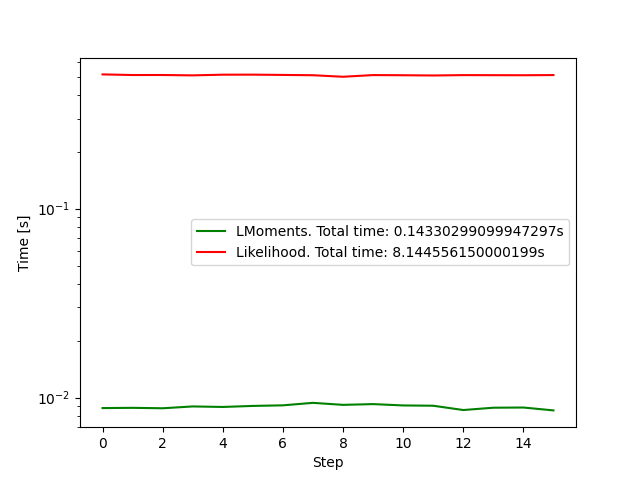 10⁻¹
10⁻²
Time [s]
LMoments. Total time: 0.14330299099947297s
Likelihood. Total time: 8.144556150000199s
0 2 4 6 8 10 12 14
Step